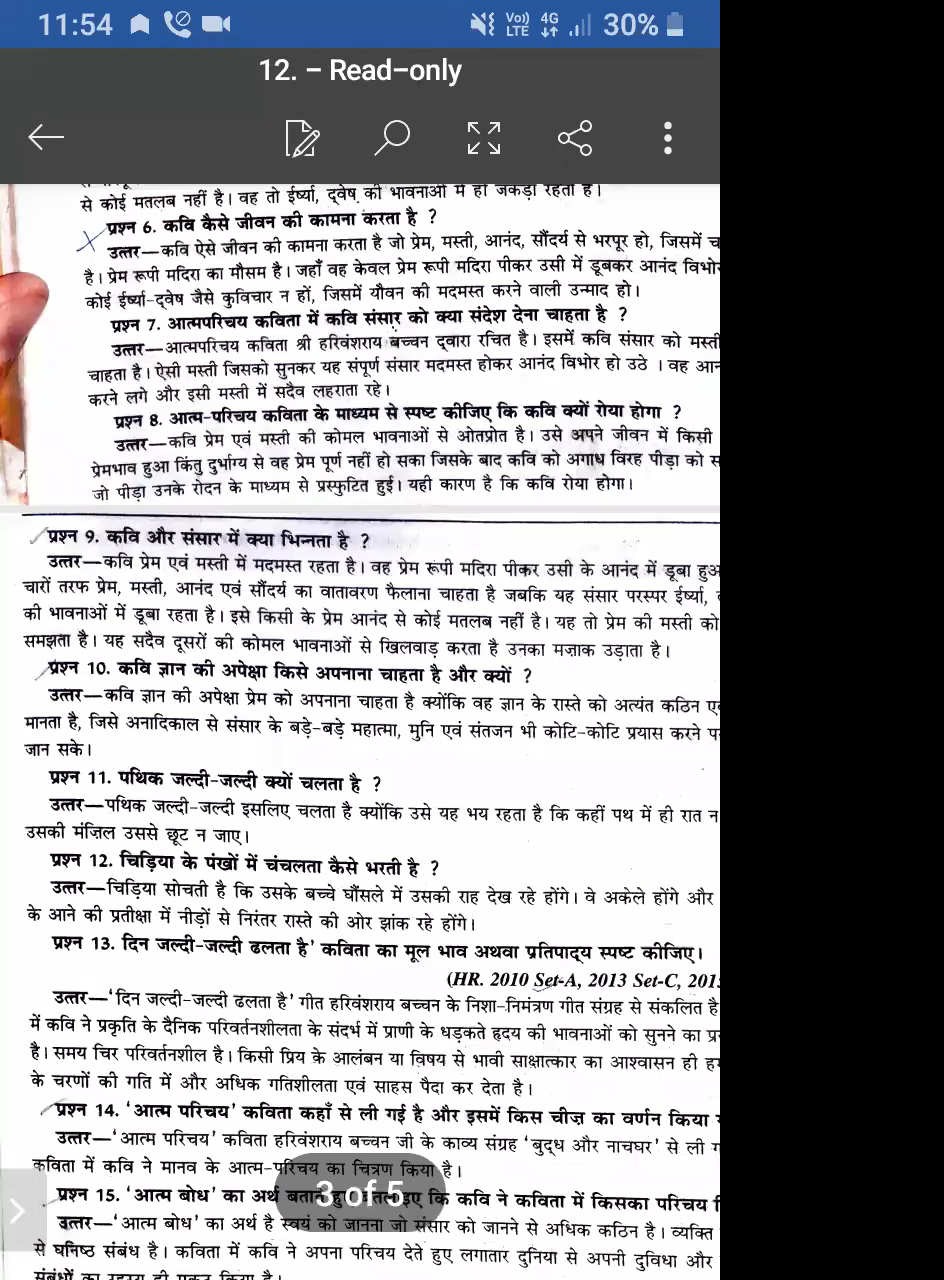 11:54 Vo)) LTE 4G 30%
12. – Read–only
से कोई मतलब नहीं है। वह तो ईर्ष्या, द्वेष की भावनाओं में ही जकड़ा रहता है।
प्रश्न 6. कवि कैसे जीवन की कामना करता है ?
उत्तर—कवि ऐसे जीवन की कामना करता है जो प्रेम, मस्ती, आनंद, सौंदर्य से भरपूर हो, जिसमें
है। प्रेम रूपी मदिरा का मौसम है। जहाँ वह केवल प्रेम रूपी मदिरा पीकर उसी में डूबकर आनंद विभोर
कोई ईर्ष्या-द्वेष जैसे कुविचार न हों, जिसमें यौवन की मदमस्त करने वाली उन्माद हो।
प्रश्न 7. आत्मपरिचय कविता में कवि संसार को क्या संदेश देना चाहता है ?
उत्तर—आत्मपरिचय कविता श्री हरिवंशराय बच्चन द्वारा रचित है। इसमें कवि संसार को मस्ती
चाहता है। ऐसी मस्ती जिसको सुनकर यह संपूर्ण संसार मदमस्त होकर आनंद विभोर हो उठे । वह
करने लगे और इसी मस्ती में सदैव लहराता रहे।
प्रश्न 8. आत्म-परिचय कविता के माध्यम से स्पष्ट कीजिए कि कवि क्यों रोया होगा ?
उत्तर—कवि प्रेम एवं मस्ती की कोमल भावनाओं से ओतप्रोत है। उसे अपने जीवन में किसी
प्रेमभाव हुआ किंतु दुर्भाग्य से वह प्रेम पूर्ण नहीं हो सका जिसके बाद कवि को अगाध विरह पीड़ा को
जो पीड़ा उनके रोदन के माध्यम से प्रस्फुटित हुई। यही कारण है कि कवि रोया होगा।
प्रश्न 9. कवि और संसार में क्या भिन्नता है ?
उत्तर—कवि प्रेम एवं मस्ती में मदमस्त रहता है। वह प्रेम रूपी मदिरा पीकर उसी के आनंद में डूबा
चारों तरफ प्रेम, मस्ती, आनंद एवं सौंदर्य का वातावरण फैलाना चाहता है जबकि यह संसार परस्पर ईर्ष्या,
की भावनाओं में डूबा रहता है। इसे किसी के प्रेम आनंद से कोई मतलब नहीं है। यह तो प्रेम की मस्ती को
समझता है। यह सदैव दूसरों की कोमल भावनाओं से खिलवाड़ करता है उनका मज़ाक उड़ाता है।
प्रश्न 10. कवि ज्ञान की अपेक्षा किसे अपनाना चाहता है और क्यों ?
उत्तर—कवि ज्ञान की अपेक्षा प्रेम को अपनाना चाहता है क्योंकि वह ज्ञान के रास्ते को अत्यंत कठिन
मानता है, जिसे अनादिकाल से संसार के बड़े-बड़े महात्मा, मुनि एवं संतजन भी कोटि-कोटि प्रयास करने
जान सके।
प्रश्न 11. पथिक जल्दी-जल्दी क्यों चलता है ?
उत्तर—पथिक जल्दी-जल्दी इसलिए चलता है क्योंकि उसे यह भय रहता है कि कहीं पथ में ही रात न
उसकी मंज़िल उससे छूट न जाए।
प्रश्न 12. चिड़िया के पंखों में चंचलता कैसे भरती है ?
उत्तर—चिड़िया सोचती है कि उसके बच्चे घौंसले में उसकी राह देख रहे होंगे। वे अकेले होंगे और
के आने की प्रतीक्षा में नीड़ों से निरंतर रास्ते की ओर झांक रहे होंगे।
प्रश्न 13. दिन जल्दी-जल्दी ढलता है' कविता का मूल भाव अथवा प्रतिपाद्य स्पष्ट कीजिए।
(HR. 2010 Set-A, 2013 Set-C, 201
उत्तर—'दिन जल्दी-जल्दी ढलता है' गीत हरिवंशराय बच्चन के निशा-निमंत्रण गीत संग्रह से संकलित है
में कवि ने प्रकृति के दैनिक परिवर्तनशीलता के संदर्भ में प्राणी के धड़कते हृदय की भावनाओं को सुनने का
है। समय चिर परिवर्तनशील है। किसी प्रिय के आलंबन या विषय से भावी साक्षात्कार का आश्वासन ही
के चरणों की गति में और अधिक गतिशीलता एवं साहस पैदा कर देता है।
प्रश्न 14. 'आत्म परिचय' कविता कहाँ से ली गई है और इसमें किस चीज़ का वर्णन किया
उत्तर—'आत्म परिचय' कविता हरिवंशराय बच्चन जी के काव्य संग्रह 'बुद्ध और नाचघर' से ली
कविता में कवि ने मानव के आत्म-परिचय का चित्रण किया है।
3 of 5
प्रश्न 15. 'आत्म बोध' का अर्थ कि कवि ने कविता में किसका परिचय
उत्तर—'आत्म बोध' का अर्थ है स्वयं को जानना जो संसार को जानने से अधिक कठिन है। व्यक्ति
से घनिष्ठ संबंध है। कविता में कवि ने अपना परिचय देते हुए लगातार दुनिया से अपनी दुविधा और